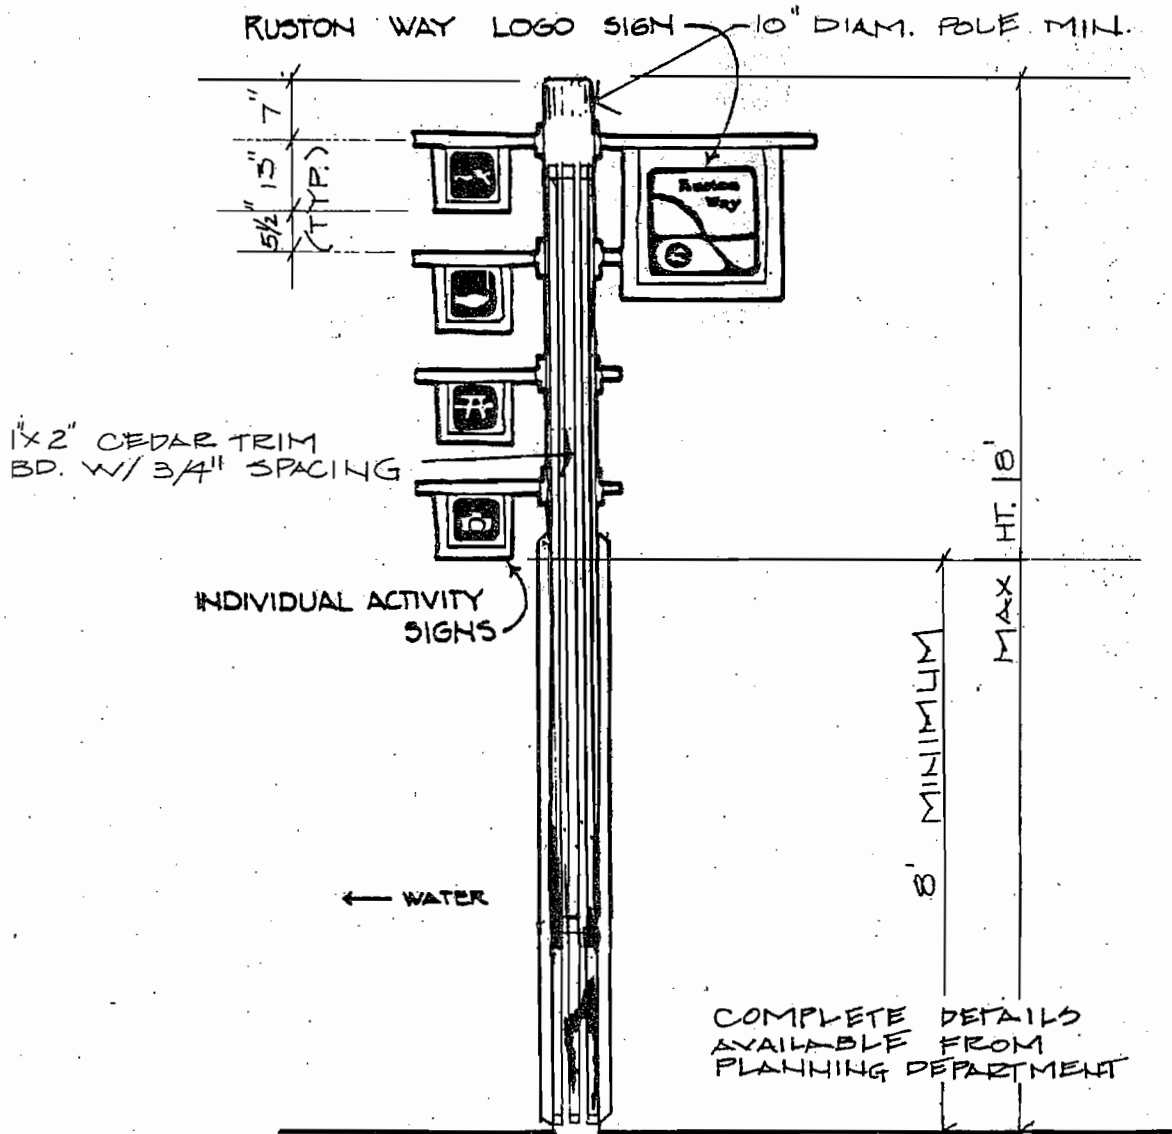 RUSTON WAY LOGO SIGN
10" DIAM. POLE MIN.
7"
13"
5½"
(TYP.)
Ruston
Way
1"X 2" CEDAR TRIM
BD. W/ 3/4" SPACING
INDIVIDUAL ACTIVITY
SIGNS
MAX HT. 18'
8' MINIMUM
← WATER
COMPLETE DETAILS
AVAILABLE FROM
PLANNING DEPARTMENT